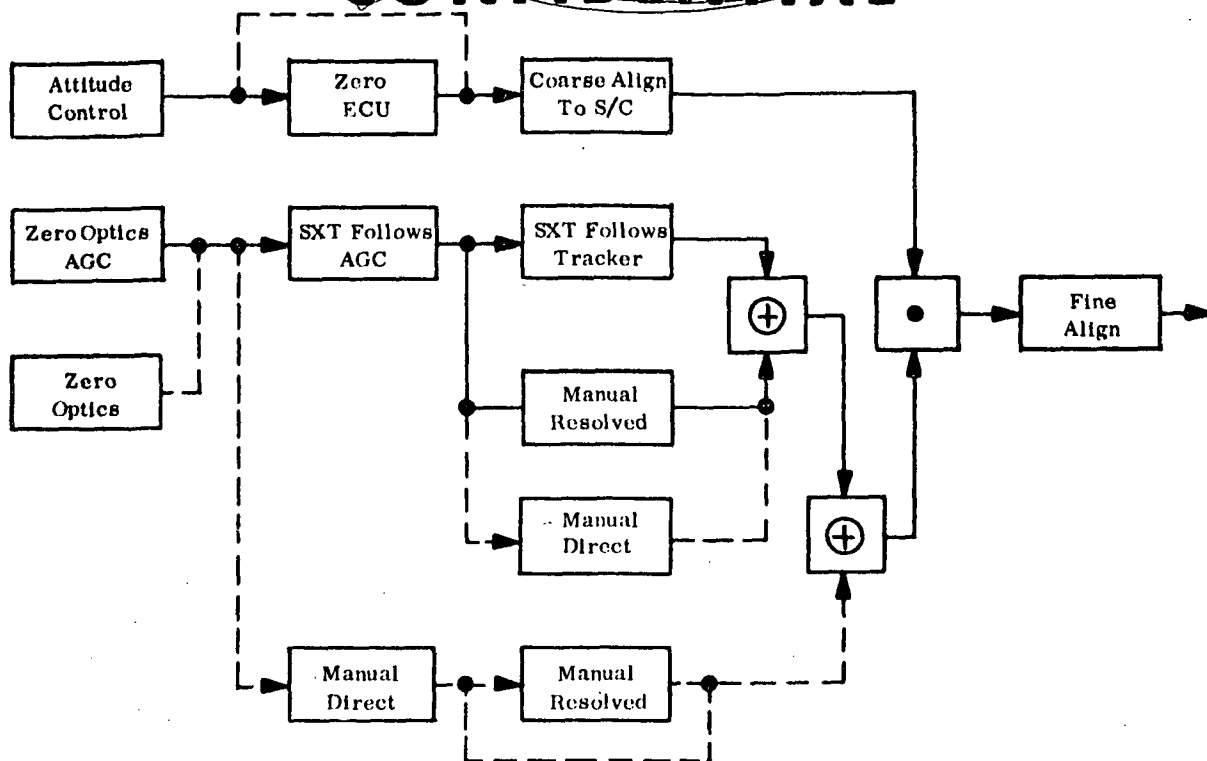 Attitude
Control
Zero
ECU
Coarse Align
To S/C
Zero Optics
AGC
SXT Follows
AGC
SXT Follows
Tracker
Fine
Align
Zero
Optics
Manual
Resolved
Manual
Direct
Manual
Direct
Manual
Resolved